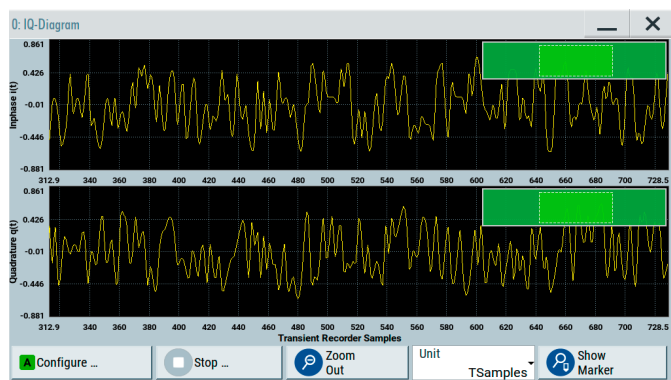 0: IQ-Diagram
0.861
0.426
-0.01
-0.446
-0.881
Inphase i(t)
312.9 340 360 380 400 420 440 460 480 500 520 540 560 580 600 620 640 660 680 700 728.5
0.861
0.426
-0.01
-0.446
-0.881
Quadrature q(t)
312.9 340 360 380 400 420 440 460 480 500 520 540 560 580 600 620 640 660 680 700 728.5
Transient Recorder Samples
A Configure ...
Stop ...
Zoom
Out
Unit
TSamples
Show
Marker